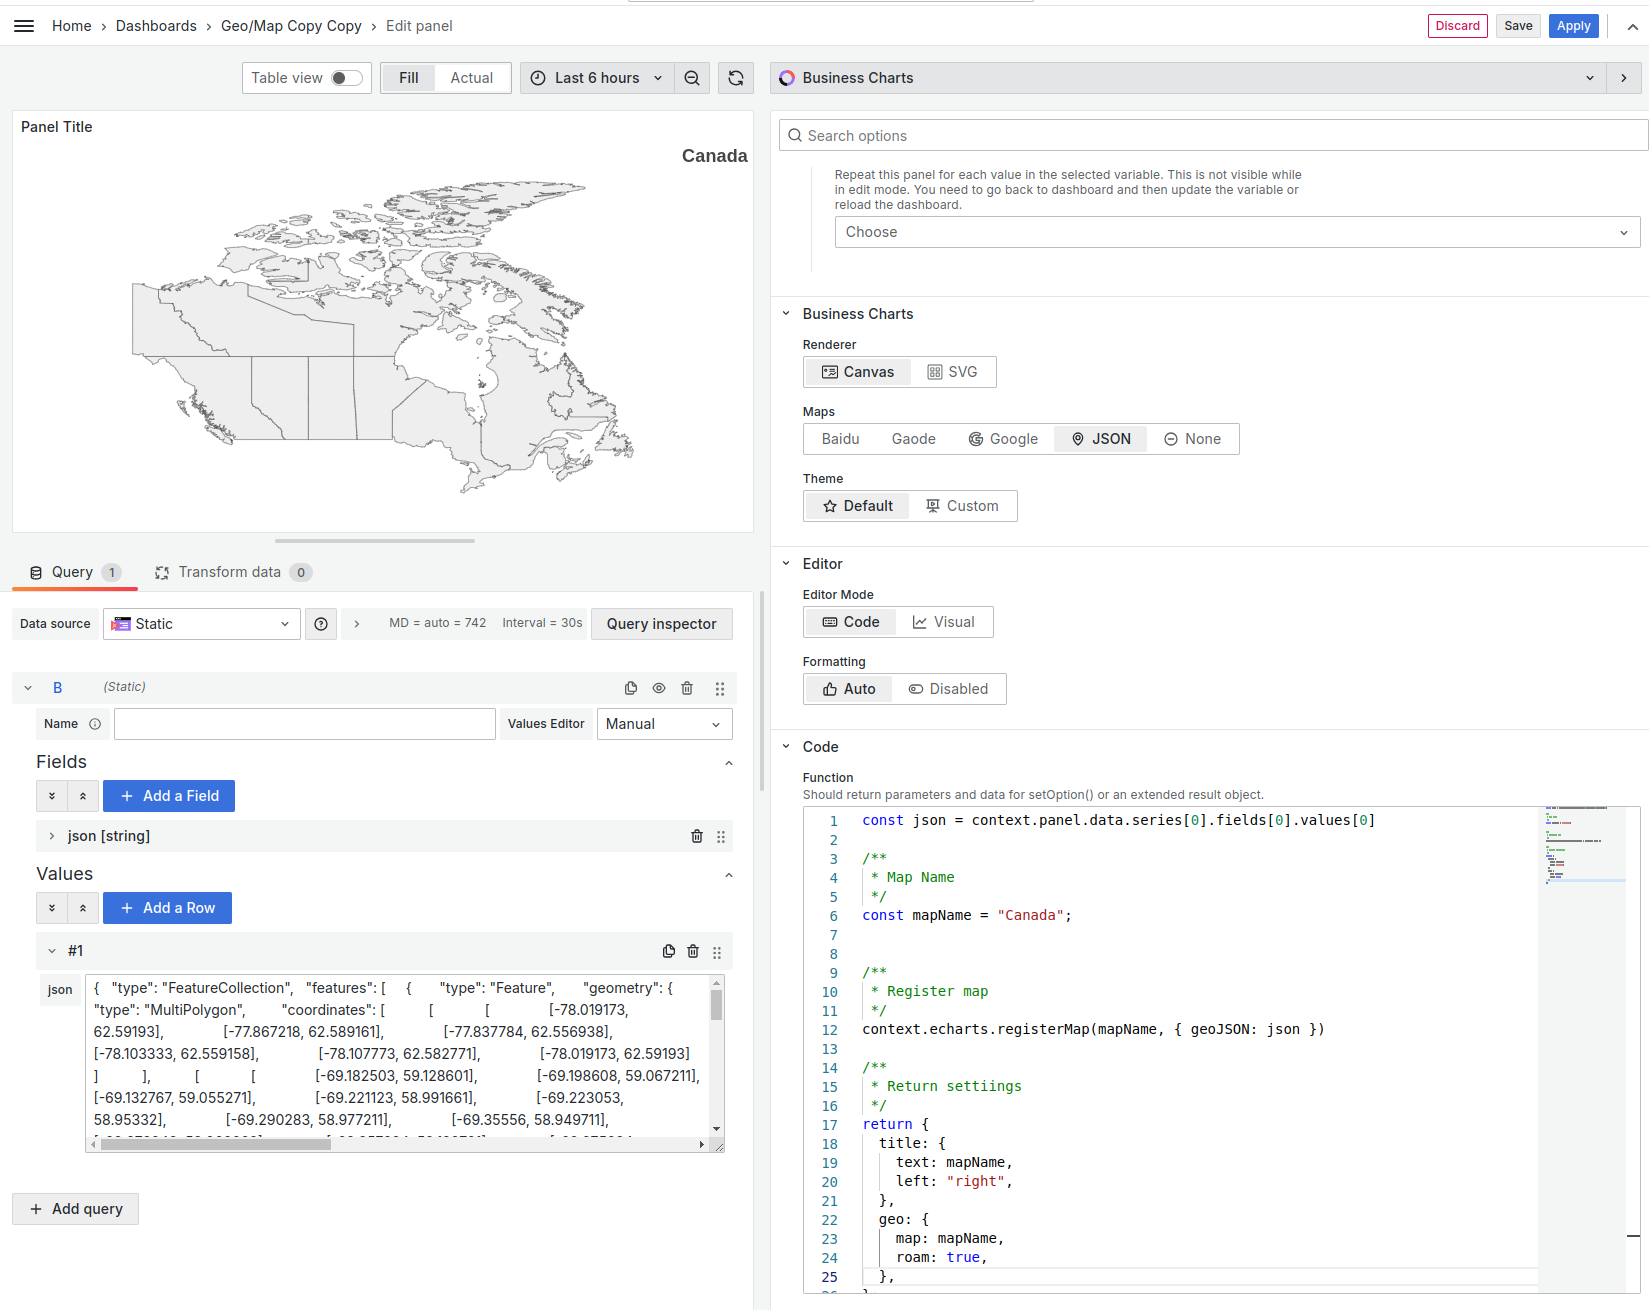 Home › Dashboards › Geo/Map Copy Copy › Edit panel
Discard Save Apply
Table view Fill Actual Last 6 hours
Business Charts
Panel Title
Canada
Search options
Repeat this panel for each value in the selected variable. This is not visible while
in edit mode. You need to go back to dashboard and then update the variable or
reload the dashboard.
Choose
Business Charts
Renderer
Canvas SVG
Maps
Baidu Gaode Google JSON None
Theme
Default Custom
Editor
Editor Mode
Code Visual
Formatting
Auto Disabled
Code
Function
Should return parameters and data for setOption() or an extended result object.
1 const json = context.panel.data.series[0].fields[0].values[0]
2
3 /**
4 * Map Name
5 */
6 const mapName = "Canada";
7
8
9 /**
10 * Register map
11 */
12 context.echarts.registerMap(mapName, { geoJSON: json })
13
14 /**
15 * Return settiings
16 */
17 return {
18 title: {
19 text: mapName,
20 left: "right",
21 },
22 geo: {
23 map: mapName,
24 roam: true,
25 },
Query 1 Transform data 0
Data source Static MD = auto = 742 Interval = 30s Query inspector
B (Static)
Name Values Editor Manual
Fields
+ Add a Field
json [string]
Values
+ Add a Row
#1
json
{ "type": "FeatureCollection", "features": [ { "type": "Feature", "geometry": {
"type": "MultiPolygon", "coordinates": [ [ [ [-78.019173,
62.59193], [-77.867218, 62.589161], [-77.837784, 62.556938],
[-78.103333, 62.559158], [-78.107773, 62.582771], [-78.019173, 62.59193]
] ], [ [ [-69.182503, 59.128601], [-69.198608, 59.067211],
[-69.132767, 59.055271], [-69.221123, 58.991661], [-69.223053,
58.95332], [-69.290283, 58.977211], [-69.35556, 58.949711],
+ Add query